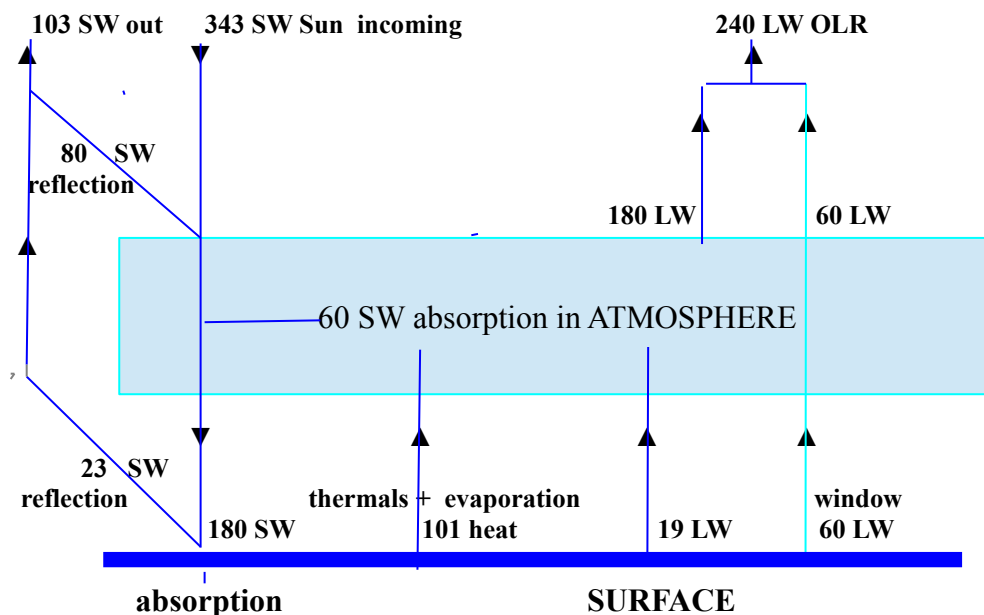 103 SW out
343 SW Sun incoming
240 LW OLR
80 SW
reflection
180 LW
60 LW
60 SW absorption in ATMOSPHERE
23 SW
reflection
thermals + evaporation
101 heat
window
180 SW
19 LW
60 LW
absorption
SURFACE